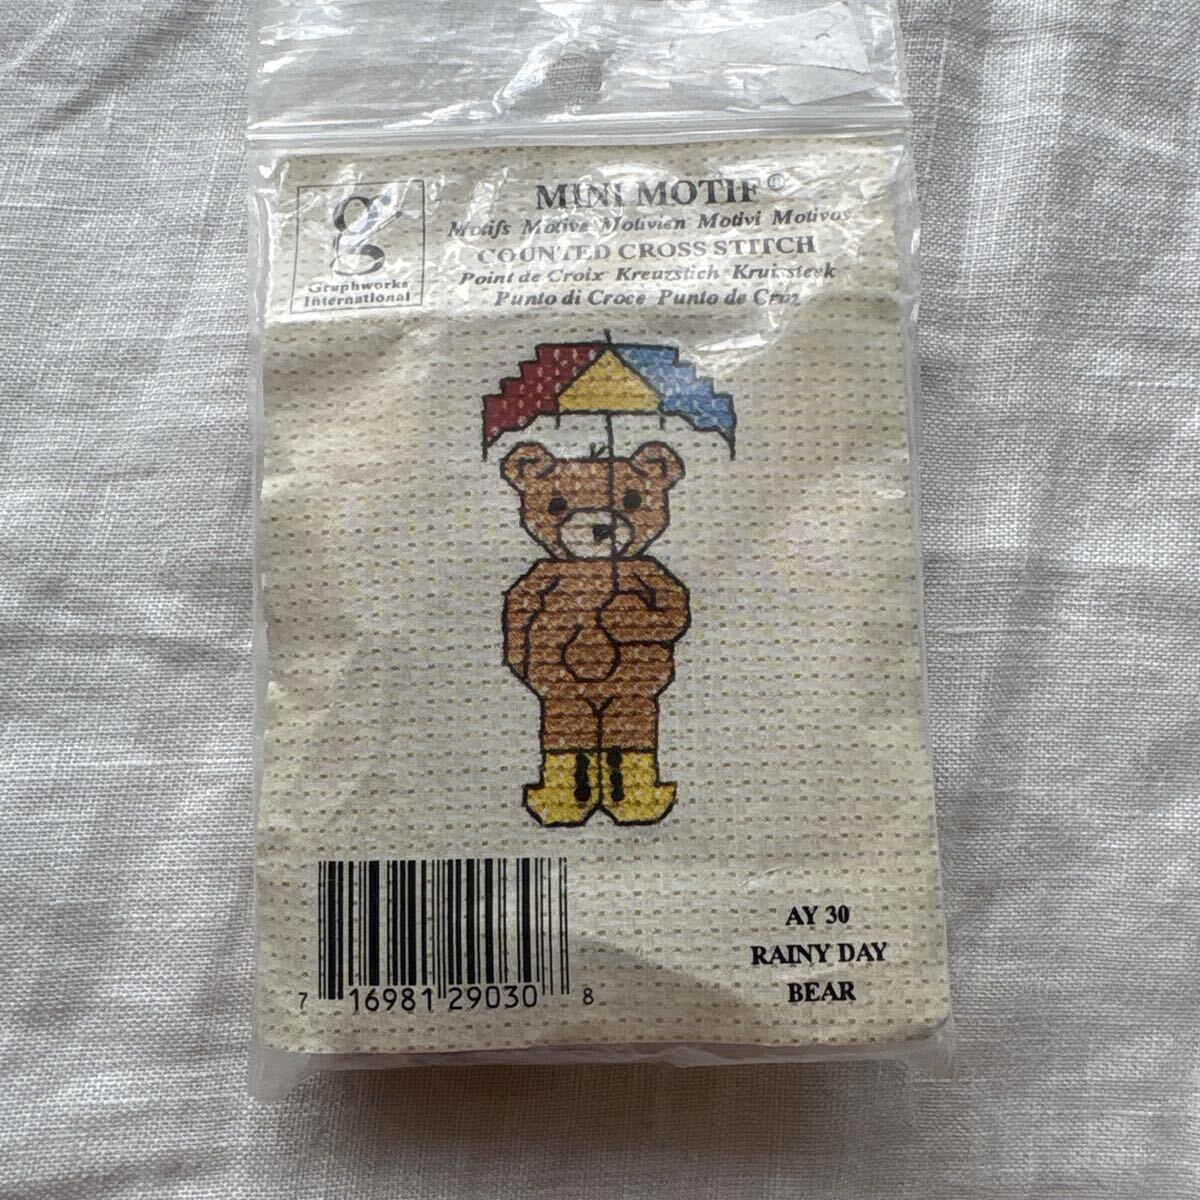 g
Graphworks
International
MINI MOTIF©
Motifs Motive Motivien Motivi Motivos
COUNTED CROSS STITCH
Point de Croix Kreuzstich Kruissteek
Punto di Croce Punto de Cruz
7 16981 29030 8
AY 30
RAINY DAY
BEAR